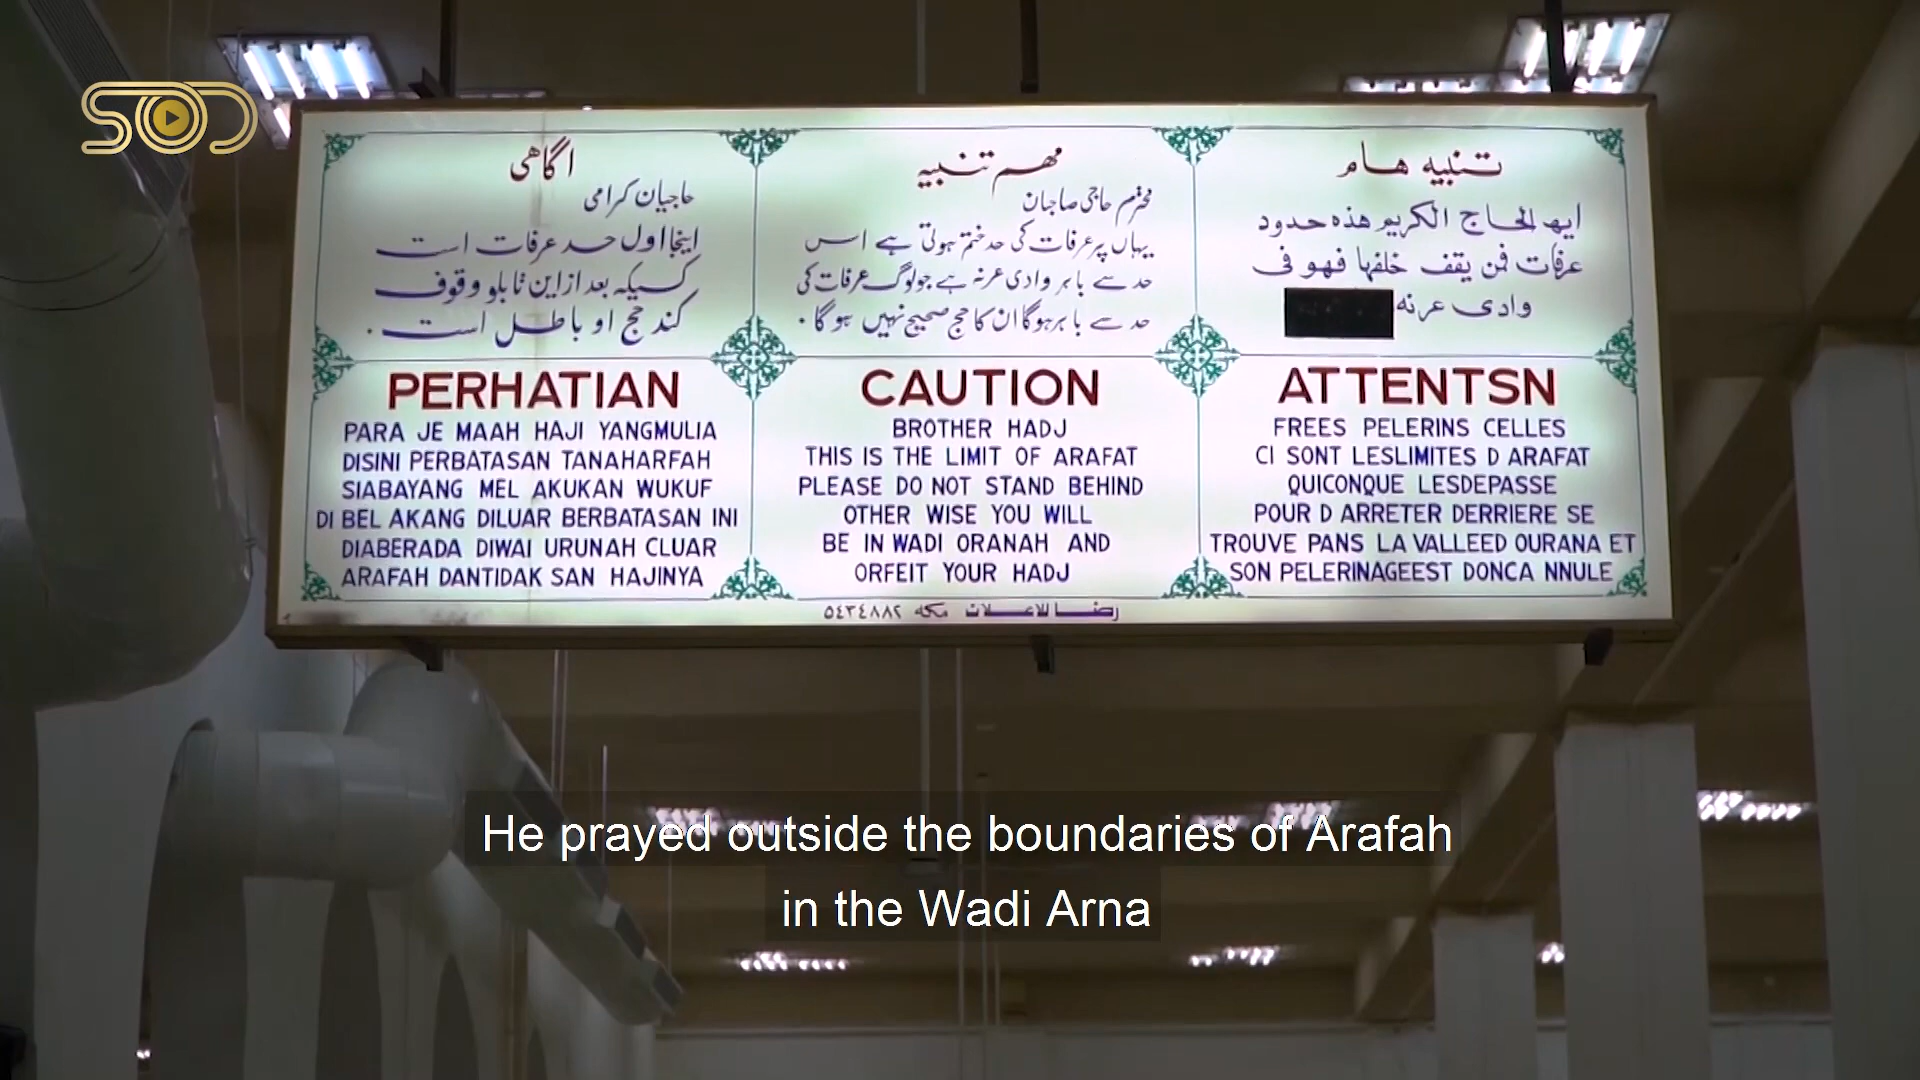 SOD
اگاهی
حاجیان کرامی
اینجا اول حد عرفات است
کسیکه بعد از این تابلو وقوف
کند حج او باطل است .
مهم تنبیه
محترم حاجی صاحبان
یہاں پر عرفات کی حد ختم ہوتی ہے اس
حد سے باہر وادی عرنہ ہے جولوگ عرفات کی
حد سے باہر ہوگا ان کا حج صحیح نہیں ہوگا .
تنبيه هام
ايها الحاج الكريم هذه حدود
عرفات فمن يقف خلفها فهو في
وادي عرنه
PERHATIAN
PARA JE MAAH HAJI YANGMULIA
DISINI PERBATASAN TANAHARFAH
SIABAYANG MEL AKUKAN WUKUF
DI BEL AKANG DILUAR BERBATASAN INI
DIABERADA DIWAI URUNAH CLUAR
ARAFAH DANTIDAK SAN HAJINYA
CAUTION
BROTHER HADJ
THIS IS THE LIMIT OF ARAFAT
PLEASE DO NOT STAND BEHIND
OTHER WISE YOU WILL
BE IN WADI ORANAH AND
ORFEIT YOUR HADJ
ATTENTSN
FREES PELERINS CELLES
CI SONT LESLIMITES D ARAFAT
QUICONQUE LESDEPASSE
POUR D ARRETER DERRIERE SE
TROUVE PANS LA VALLEED OURANA ET
SON PELERINAGEEST DONCA NNULE
رضا للاعلانات مكه ٥٤٣٤٨٨٢
He prayed outside the boundaries of Arafah
in the Wadi Arna